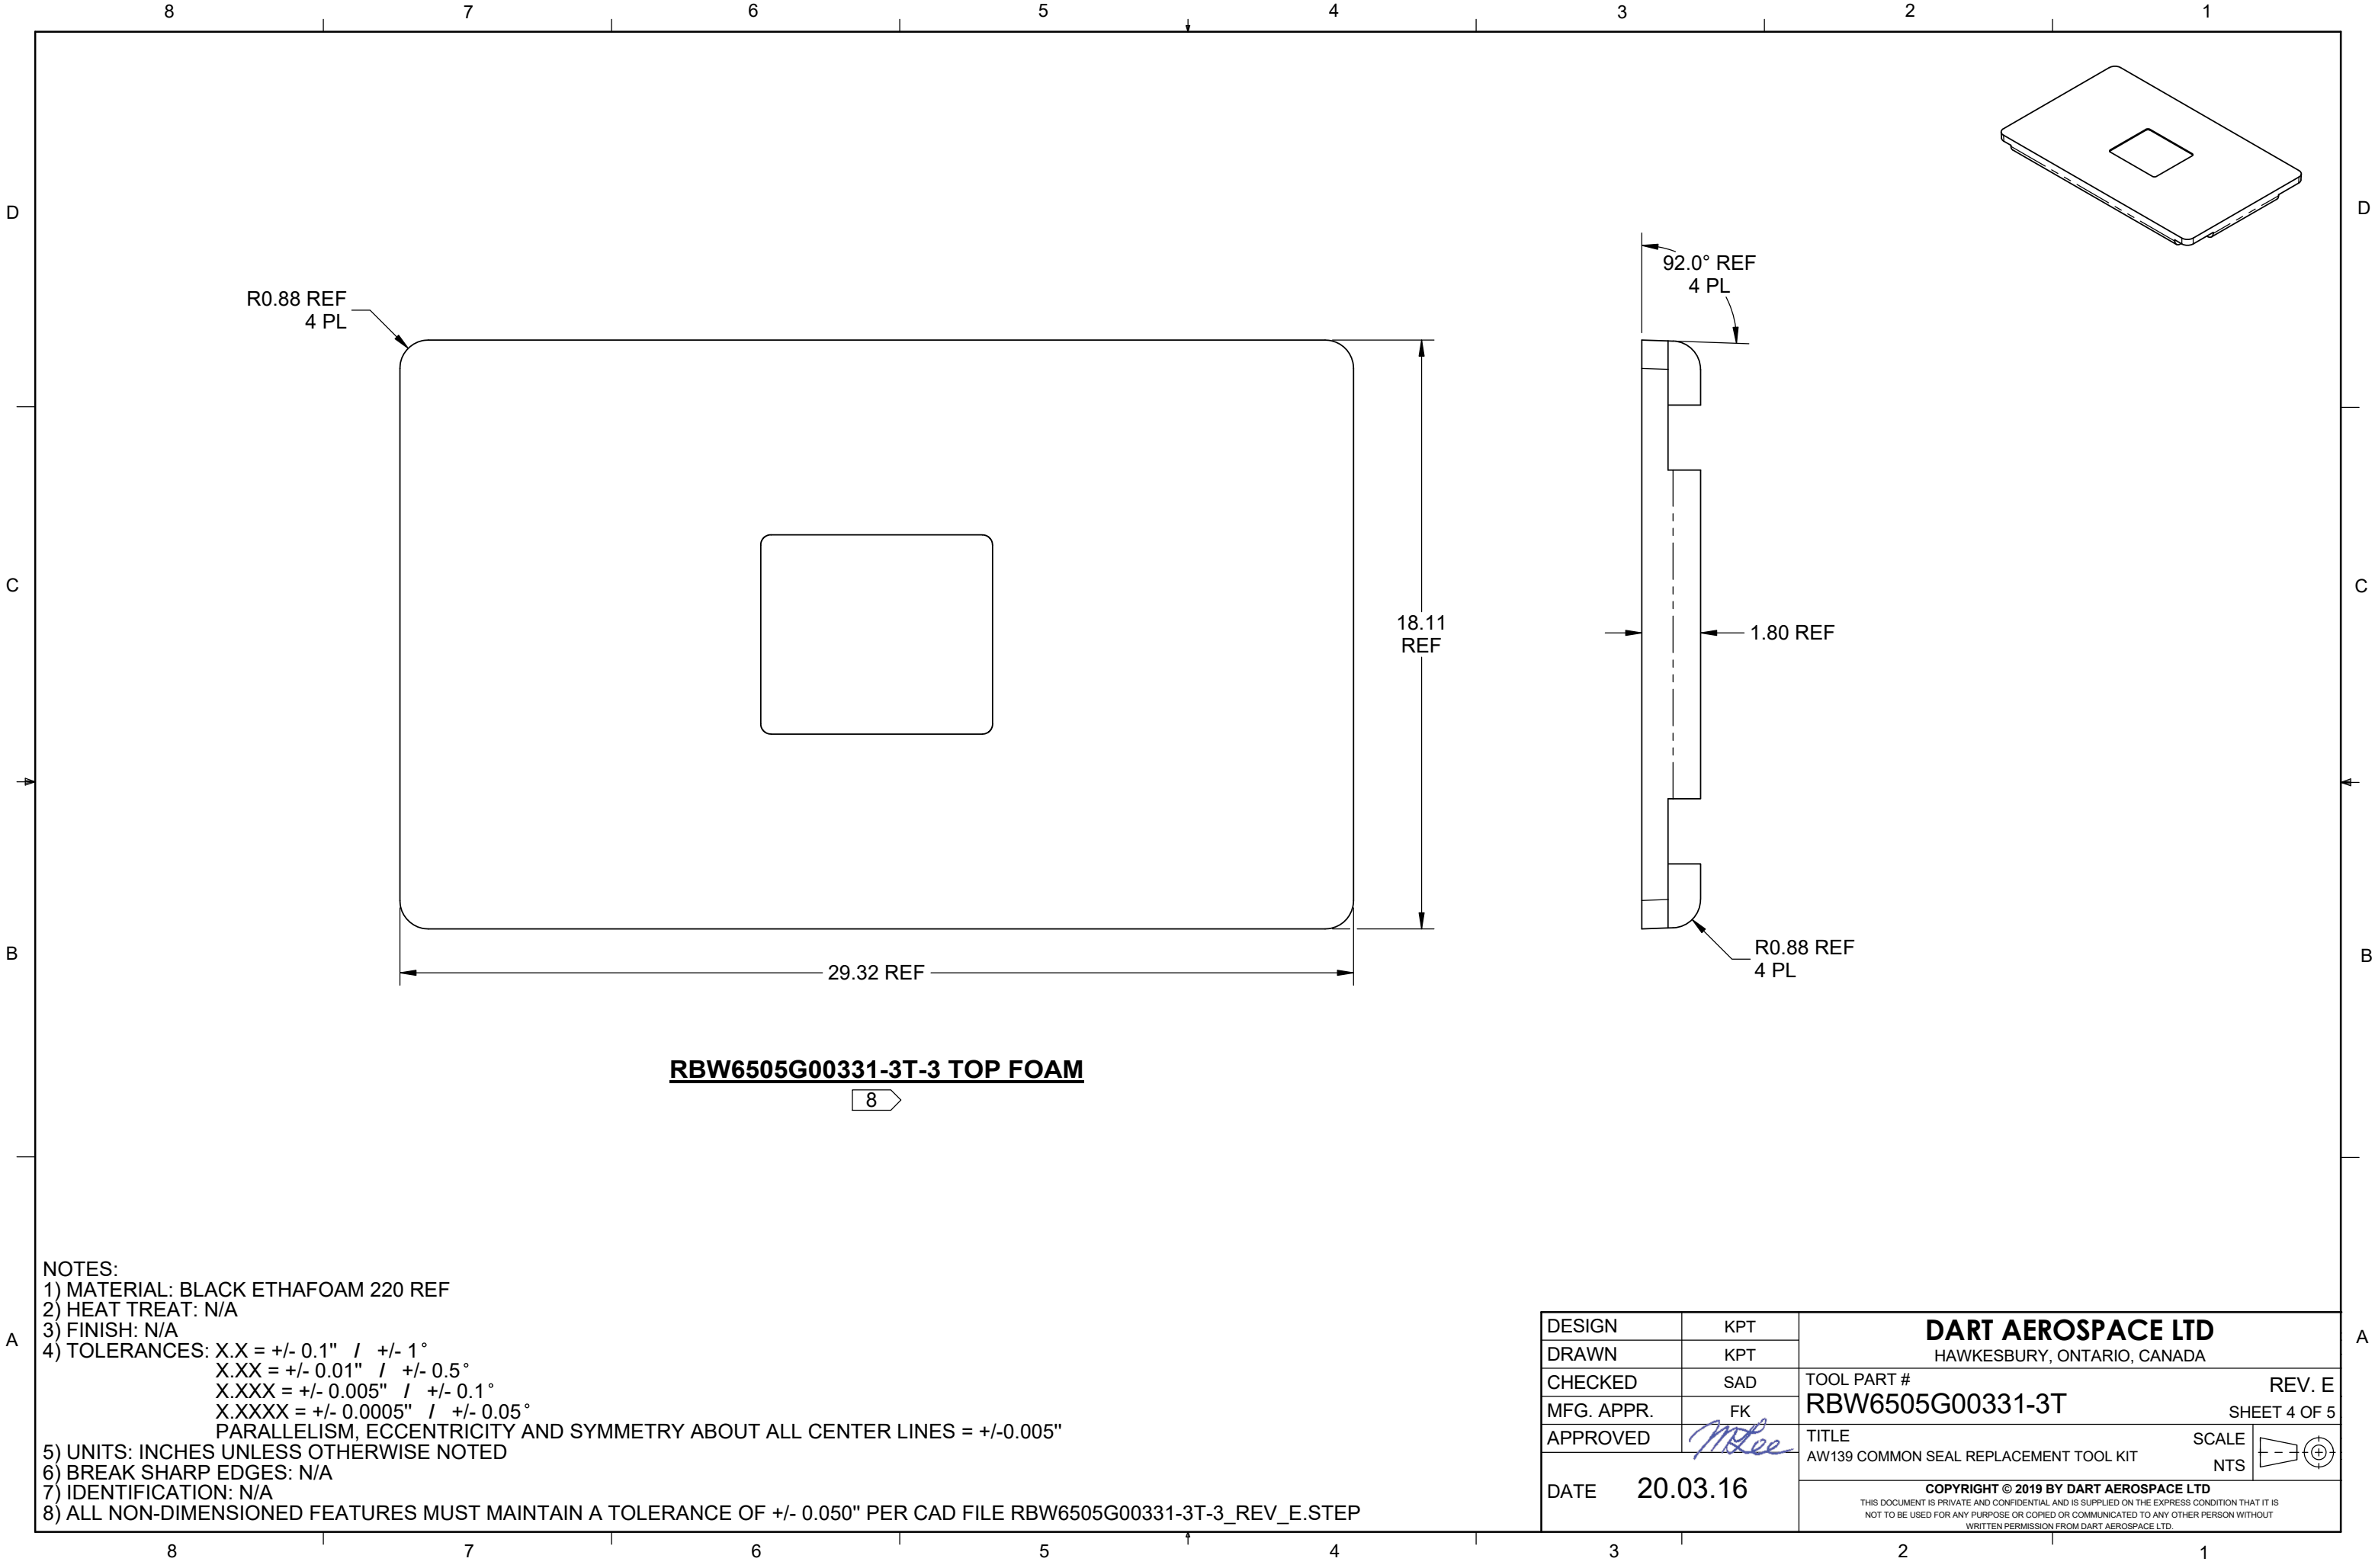 8 7 6 5 4 3 2 1
D
D
92.0° REF
4 PL
R0.88 REF
4 PL
C
C
18.11
REF
1.80 REF
B
B
R0.88 REF
4 PL
29.32 REF
RBW6505G00331-3T-3 TOP FOAM
8
NOTES:
1) MATERIAL: BLACK ETHAFOAM 220 REF
2) HEAT TREAT: N/A
3) FINISH: N/A
4) TOLERANCES: X.X = +/- 0.1" / +/- 1°
X.XX = +/- 0.01" / +/- 0.5°
X.XXX = +/- 0.005" / +/- 0.1°
X.XXXX = +/- 0.0005" / +/- 0.05°
PARALLELISM, ECCENTRICITY AND SYMMETRY ABOUT ALL CENTER LINES = +/-0.005"
5) UNITS: INCHES UNLESS OTHERWISE NOTED
6) BREAK SHARP EDGES: N/A
7) IDENTIFICATION: N/A
8) ALL NON-DIMENSIONED FEATURES MUST MAINTAIN A TOLERANCE OF +/- 0.050" PER CAD FILE RBW6505G00331-3T-3_REV_E.STEP
A
A
DESIGN KPT
DRAWN KPT
CHECKED SAD
MFG. APPR. FK
APPROVED MLee
DATE 20.03.16
DART AEROSPACE LTD
HAWKESBURY, ONTARIO, CANADA
TOOL PART #
RBW6505G00331-3T
REV. E
SHEET 4 OF 5
TITLE
AW139 COMMON SEAL REPLACEMENT TOOL KIT
SCALE
NTS
COPYRIGHT © 2019 BY DART AEROSPACE LTD
THIS DOCUMENT IS PRIVATE AND CONFIDENTIAL AND IS SUPPLIED ON THE EXPRESS CONDITION THAT IT IS
NOT TO BE USED FOR ANY PURPOSE OR COPIED OR COMMUNICATED TO ANY OTHER PERSON WITHOUT
WRITTEN PERMISSION FROM DART AEROSPACE LTD.
8 7 6 5 4 3 2 1